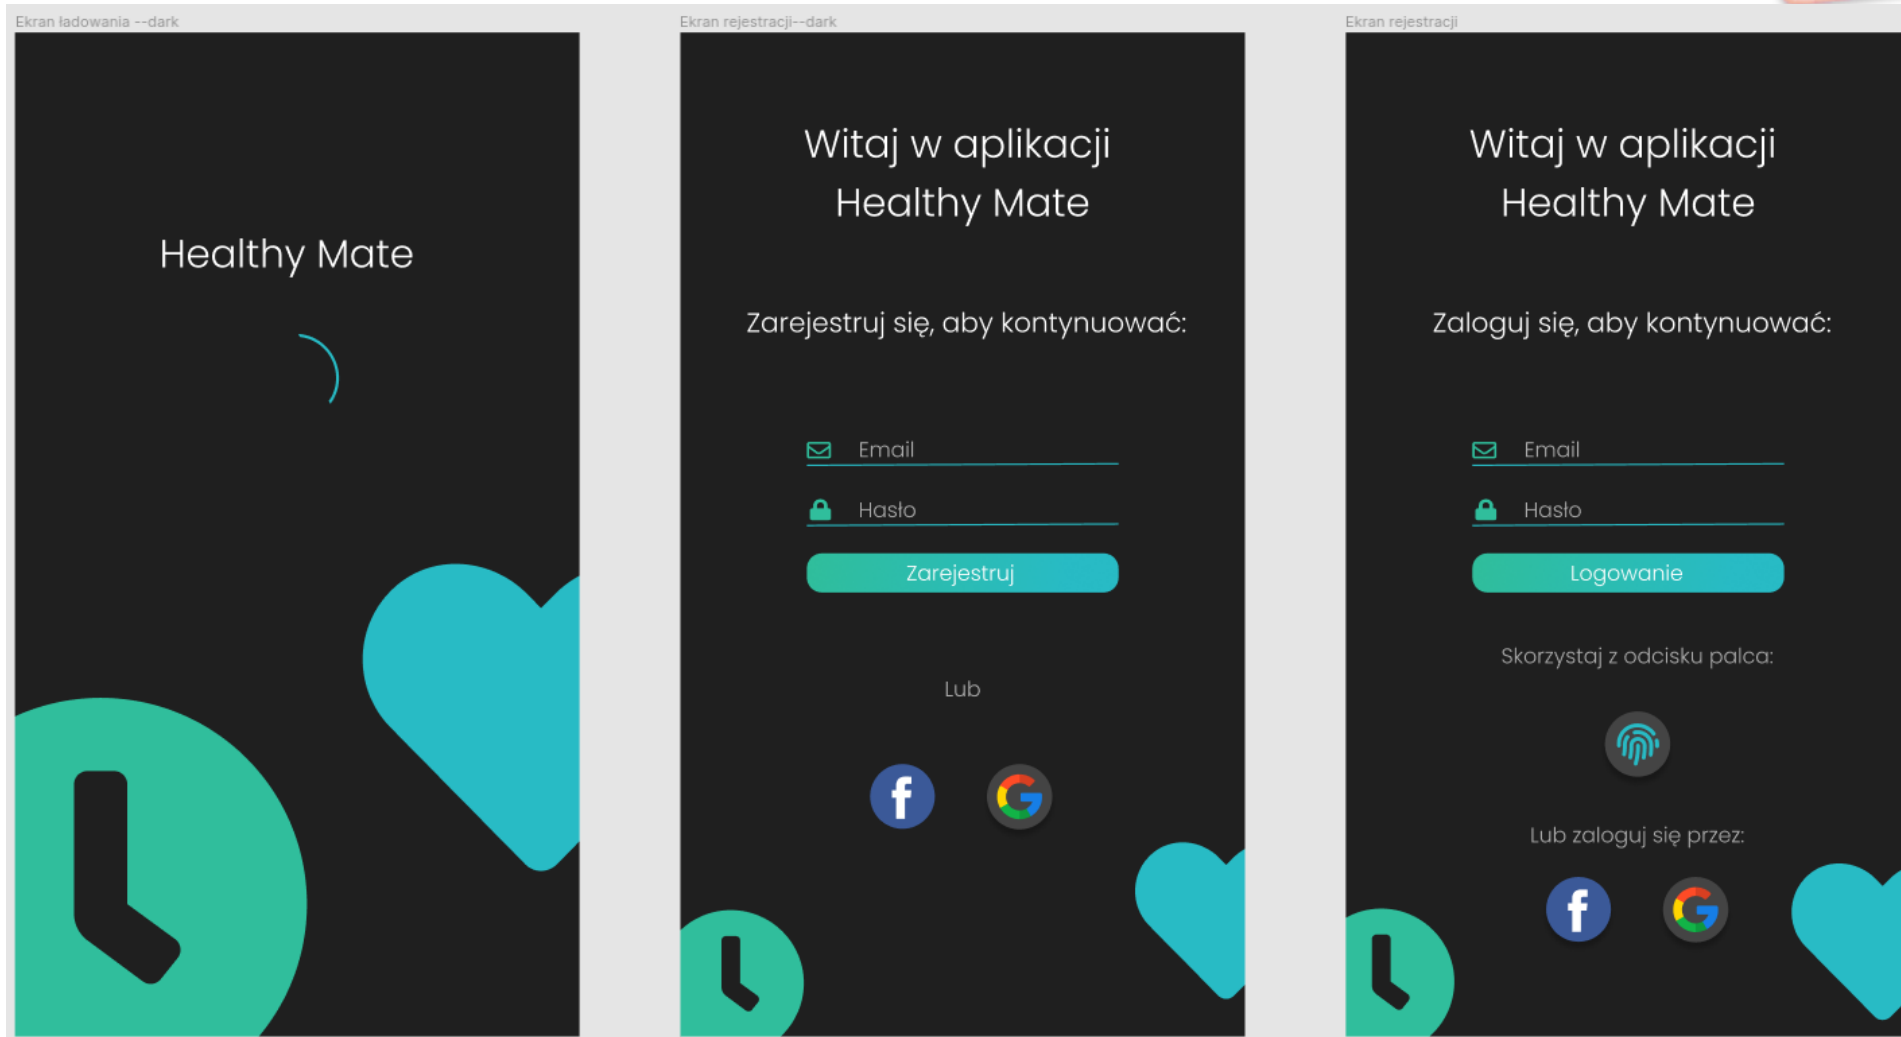 Ekran ładowania --dark
Healthy Mate
Ekran rejestracji--dark
Witaj w aplikacji
Healthy Mate
Zarejestruj się, aby kontynuować:
Email
Hasło
Zarejestruj
Lub
f
G
Ekran rejestracji
Witaj w aplikacji
Healthy Mate
Zaloguj się, aby kontynuować:
Email
Hasło
Logowanie
Skorzystaj z odcisku palca:
Lub zaloguj się przez:
f
G